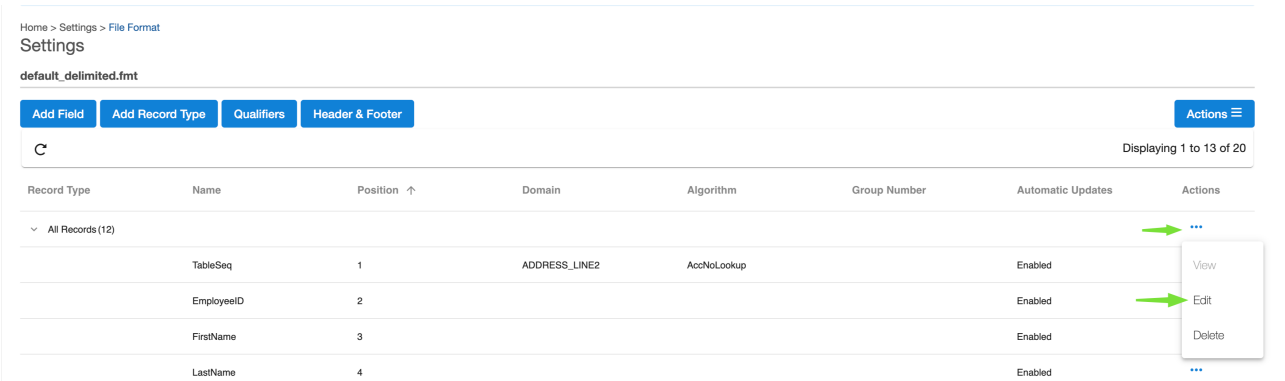 Home > Settings > File Format
Settings
default_delimited.fmt
Add Field Add Record Type Qualifiers Header & Footer Actions
Displaying 1 to 13 of 20
Record Type Name Position Domain Algorithm Group Number Automatic Updates Actions
All Records (12)
TableSeq 1 ADDRESS_LINE2 AccNoLookup Enabled View
EmployeeID 2 Enabled Edit
FirstName 3 Enabled Delete
LastName 4 Enabled